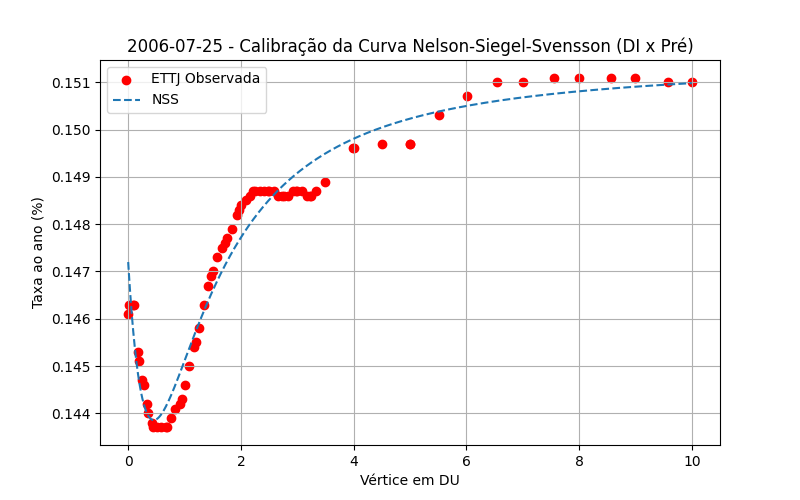 2006-07-25 - Calibração da Curva Nelson-Siegel-Svensson (DI x Pré)
ETTJ Observada
NSS
0.151
0.150
0.149
0.148
0.147
0.146
0.145
0.144
Taxa ao ano (%)
0 2 4 6 8 10
Vértice em DU